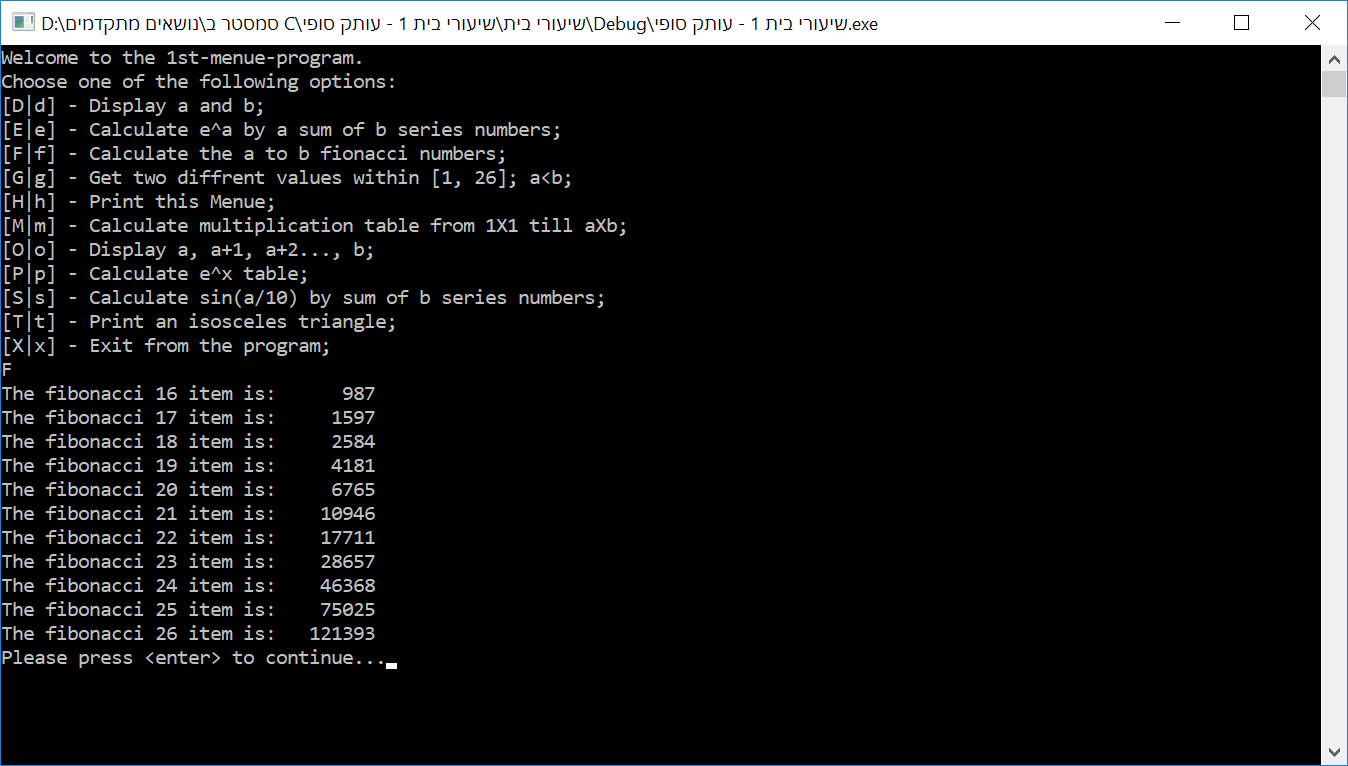 D:\נושאים מתקדמים\סמסטר ב C\שיעורי בית 1 - עותק סופי\שיעורי בית\Debug\שיעורי בית 1 - עותק סופי.exe
Welcome to the 1st-menue-program.
Choose one of the following options:
[D|d] - Display a and b;
[E|e] - Calculate e^a by a sum of b series numbers;
[F|f] - Calculate the a to b fionacci numbers;
[G|g] - Get two diffrent values within [1, 26]; a<b;
[H|h] - Print this Menue;
[M|m] - Calculate multiplication table from 1X1 till aXb;
[O|o] - Display a, a+1, a+2..., b;
[P|p] - Calculate e^x table;
[S|s] - Calculate sin(a/10) by sum of b series numbers;
[T|t] - Print an isosceles triangle;
[X|x] - Exit from the program;
F
The fibonacci 16 item is:      987
The fibonacci 17 item is:     1597
The fibonacci 18 item is:     2584
The fibonacci 19 item is:     4181
The fibonacci 20 item is:     6765
The fibonacci 21 item is:    10946
The fibonacci 22 item is:    17711
The fibonacci 23 item is:    28657
The fibonacci 24 item is:    46368
The fibonacci 25 item is:    75025
The fibonacci 26 item is:   121393
Please press <enter> to continue...